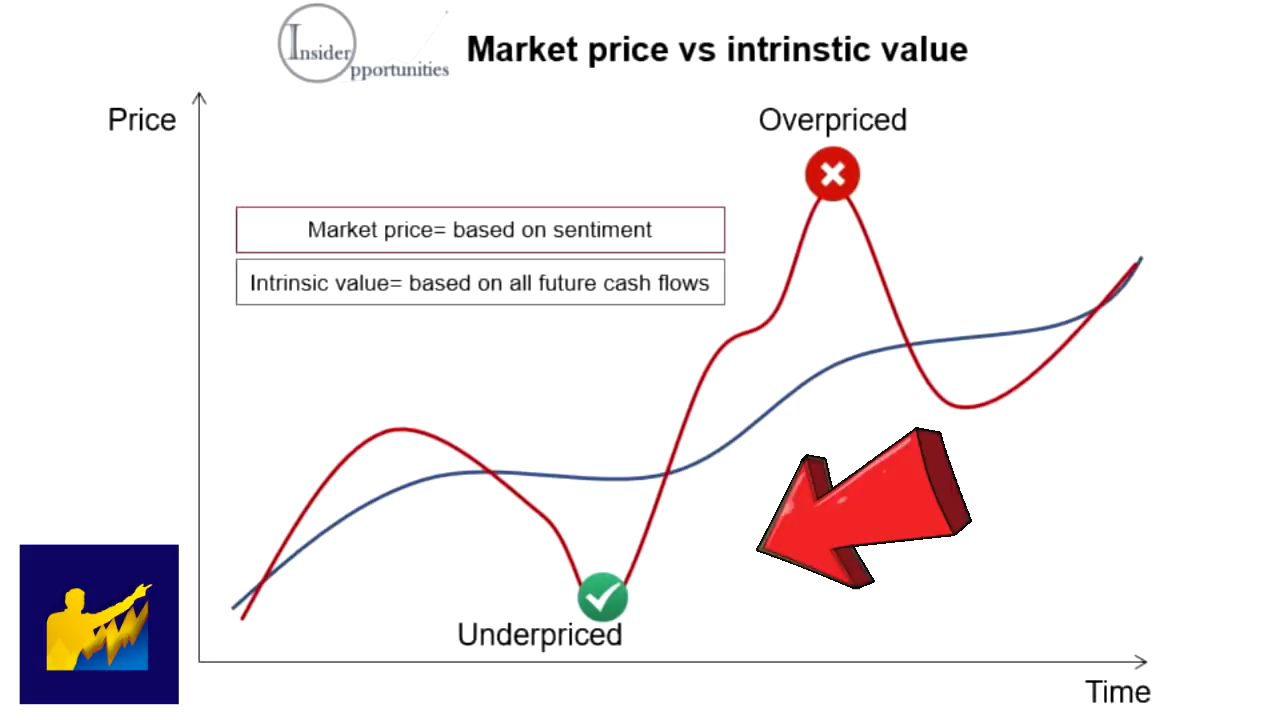 Insider
Opportunities
Market price vs intrinstic value
Price
Overpriced
Market price= based on sentiment
Intrinsic value= based on all future cash flows
Underpriced
Time